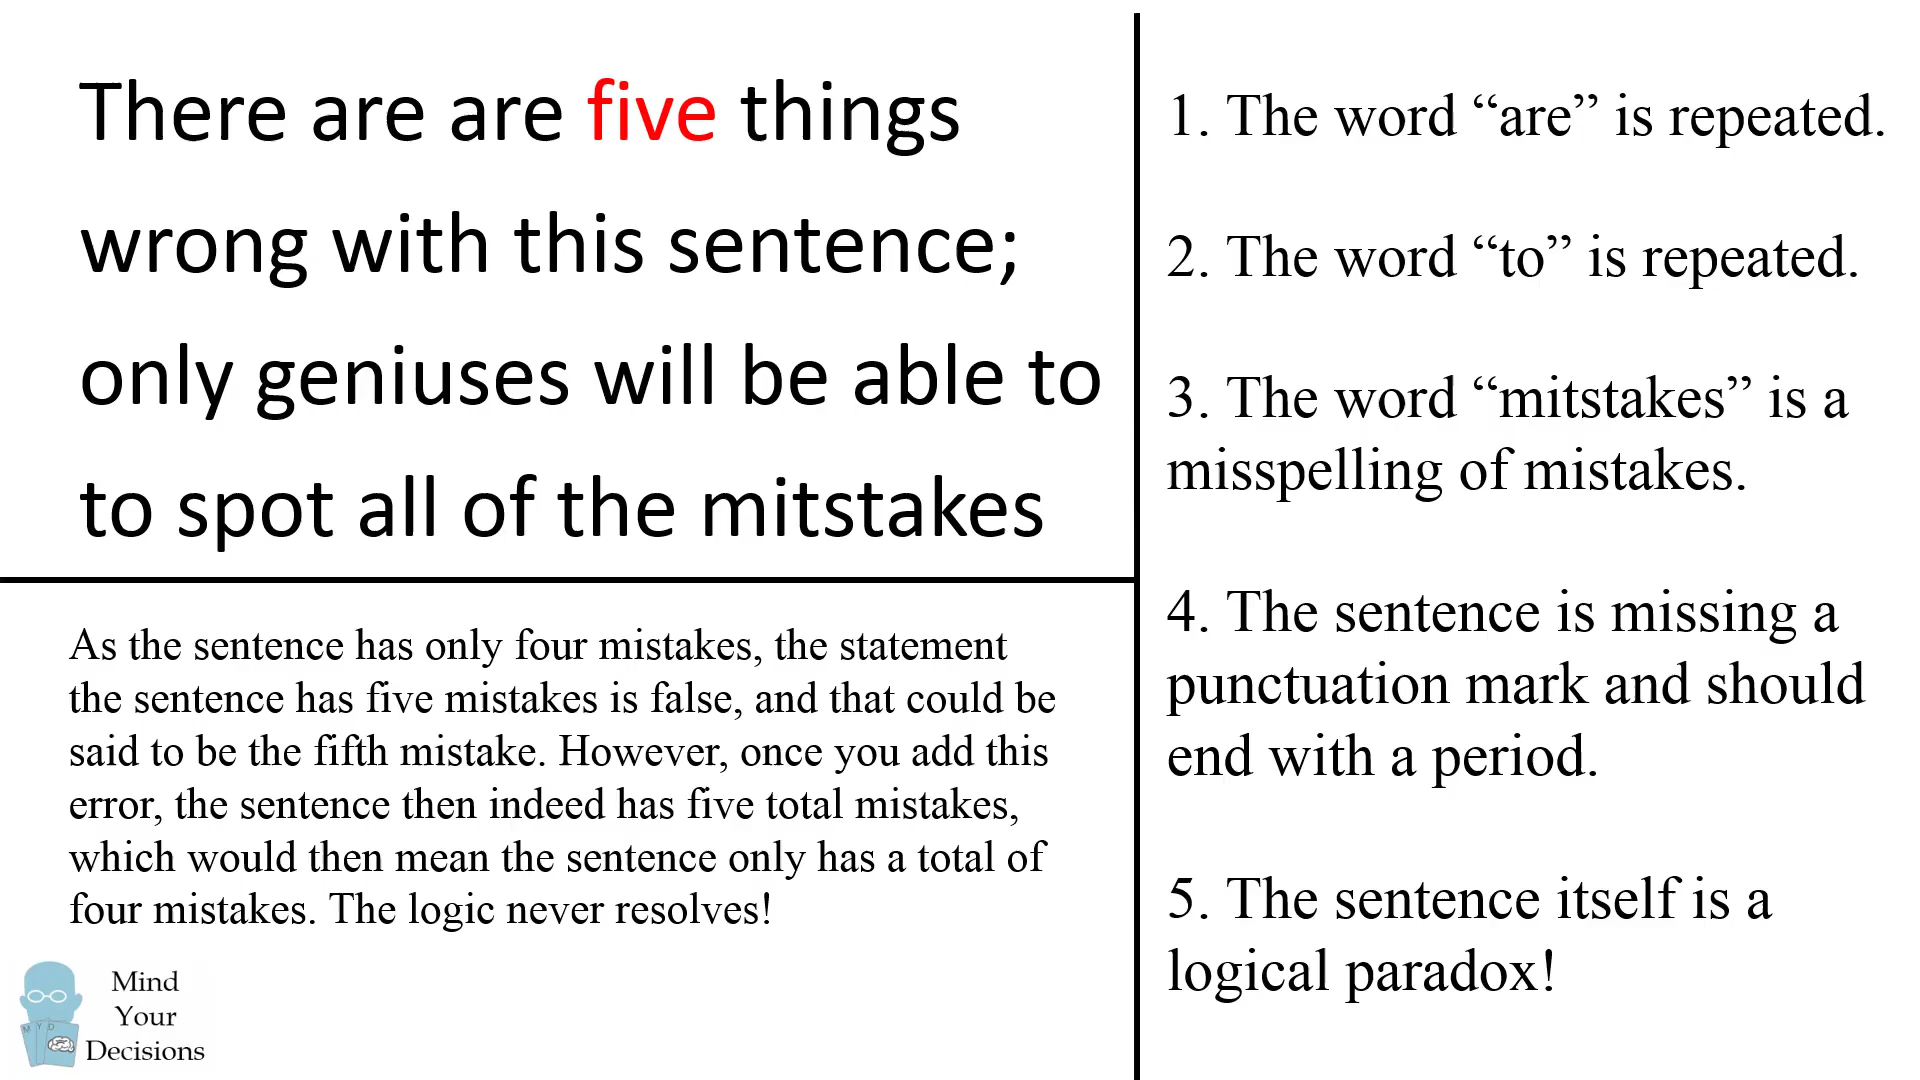 There are are five things
wrong with this sentence;
only geniuses will be able to
to spot all of the mitstakes
As the sentence has only four mistakes, the statement
the sentence has five mistakes is false, and that could be
said to be the fifth mistake. However, once you add this
error, the sentence then indeed has five total mistakes,
which would then mean the sentence only has a total of
four mistakes. The logic never resolves!
M Y D
Mind
Your
Decisions
1. The word “are” is repeated.
2. The word “to” is repeated.
3. The word “mitstakes” is a
misspelling of mistakes.
4. The sentence is missing a
punctuation mark and should
end with a period.
5. The sentence itself is a
logical paradox!